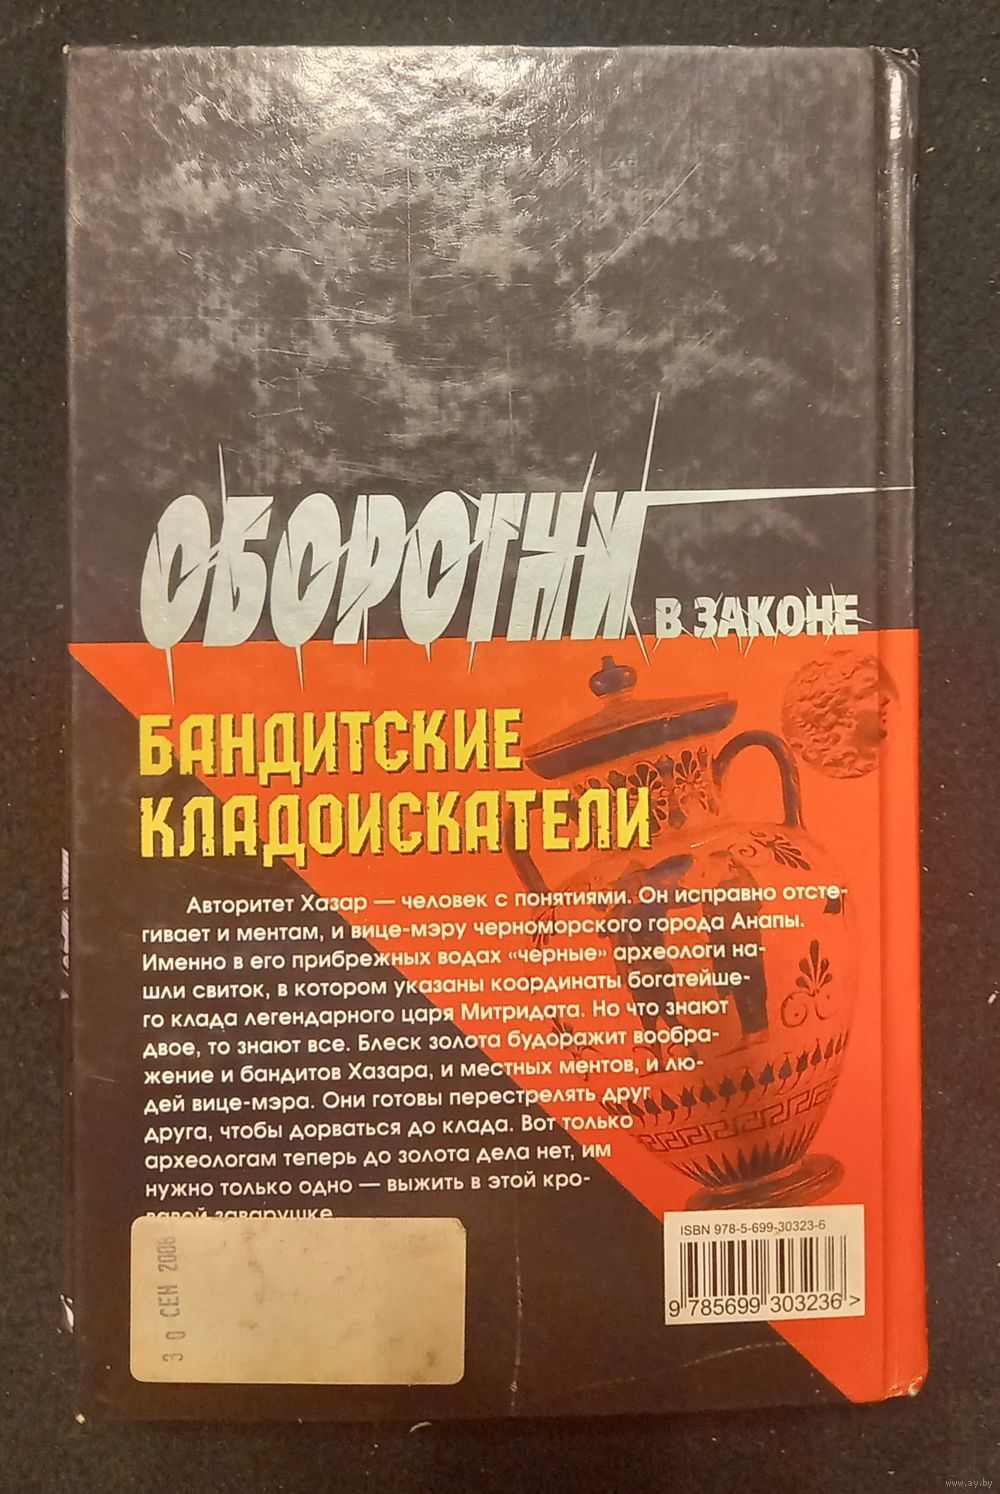 ОБОРОТНИ
В ЗАКОНЕ
БАНДИТСКИЕ
КЛАДОИСКАТЕЛИ
Авторитет Хазар — человек с понятиями. Он исправно отсте-
гивает и ментам, и вице-мэру черноморского города Анапы.
Именно в его прибрежных водах «черные» археологи на-
шли свиток, в котором указаны координаты богатейше-
го клада легендарного царя Митридата. Но что знают
двое, то знают все. Блеск золота будоражит вообра-
жение и бандитов Хазара, и местных ментов, и лю-
дей вице-мэра. Они готовы перестрелять друг
друга, чтобы дорваться до клада. Вот только
археологам теперь до золота дела нет, им
нужно только одно — выжить в этой кро-
вавой заварушке
ISBN 978-5-699-30323-6
9 785699 303236 >
3 0 СЕН 2008
www.ay.by